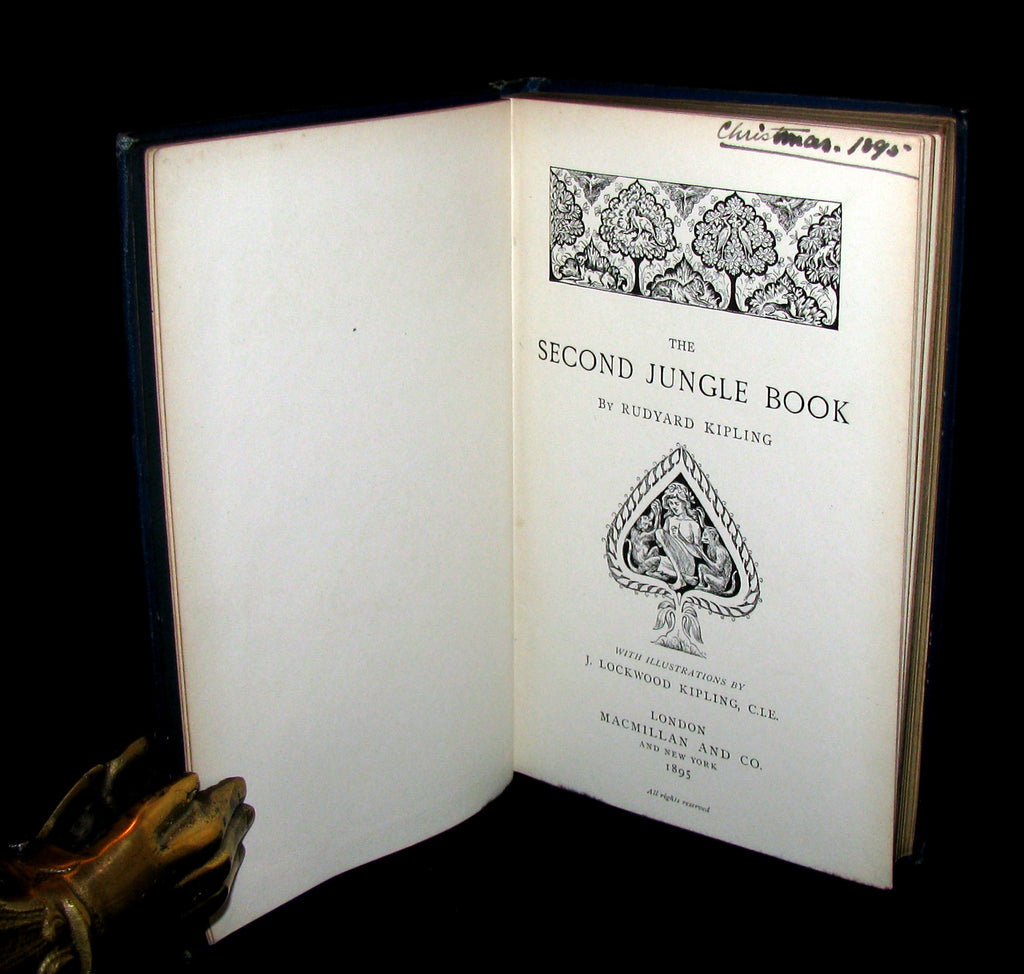 Christmas. 1895
THE
SECOND JUNGLE BOOK
By RUDYARD KIPLING
WITH ILLUSTRATIONS BY
J. LOCKWOOD KIPLING, C.I.E.
LONDON
MACMILLAN AND CO.
AND NEW YORK
1895
All rights reserved